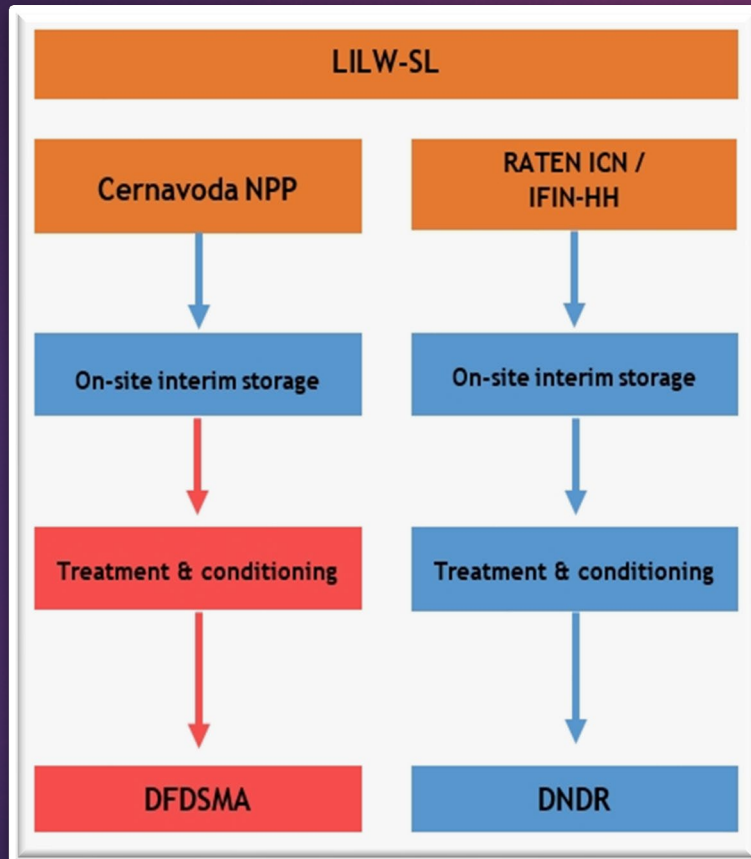 LILW-SL
Cernavoda NPP
RATEN ICN /
IFIN-HH
On-site interim storage
On-site interim storage
Treatment & conditioning
Treatment & conditioning
DFDSMA
DNDR